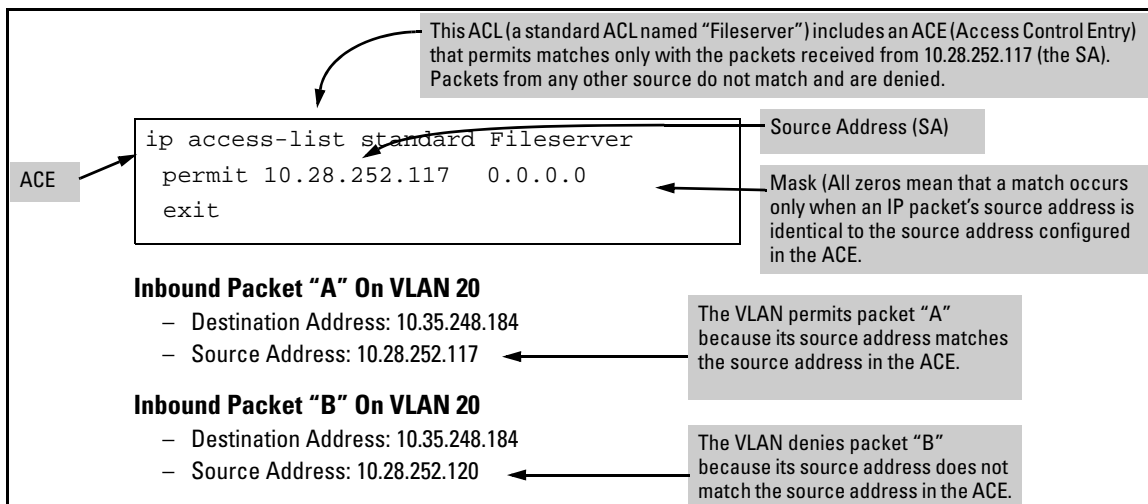 This ACL (a standard ACL named “Fileserver”) includes an ACE (Access Control Entry)
that permits matches only with the packets received from 10.28.252.117 (the SA).
Packets from any other source do not match and are denied.
ip access-list standard Fileserver
permit 10.28.252.117 0.0.0.0
exit
ACE
Source Address (SA)
Mask (All zeros mean that a match occurs
only when an IP packet’s source address is
identical to the source address configured
in the ACE.
Inbound Packet “A” On VLAN 20
– Destination Address: 10.35.248.184
– Source Address: 10.28.252.117
The VLAN permits packet “A”
because its source address matches
the source address in the ACE.
Inbound Packet “B” On VLAN 20
– Destination Address: 10.35.248.184
– Source Address: 10.28.252.120
The VLAN denies packet “B”
because its source address does not
match the source address in the ACE.